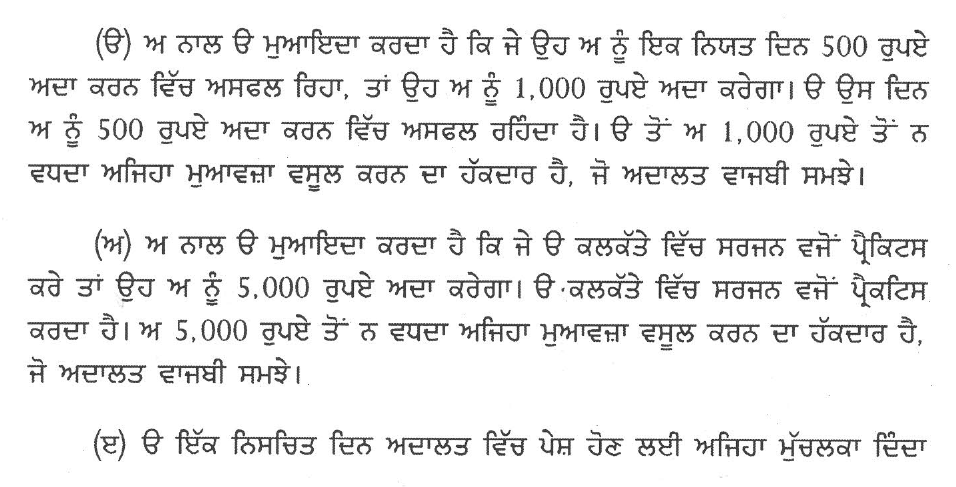 (ੳ) ਅ ਨਾਲ ੳ ਮੁਆਇਦਾ ਕਰਦਾ ਹੈ ਕਿ ਜੇ ਉਹ ਅ ਨੂੰ ਇਕ ਨਿਯਤ ਦਿਨ 500 ਰੁਪਏ
ਅਦਾ ਕਰਨ ਵਿੱਚ ਅਸਫਲ ਰਿਹਾ, ਤਾਂ ਉਹ ਅ ਨੂੰ 1,000 ਰੁਪਏ ਅਦਾ ਕਰੇਗਾ। ੳ ਉਸ ਦਿਨ
ਅ ਨੂੰ 500 ਰੁਪਏ ਅਦਾ ਕਰਨ ਵਿੱਚ ਅਸਫਲ ਰਹਿੰਦਾ ਹੈ। ੳ ਤੋਂ ਅ 1,000 ਰੁਪਏ ਤੋਂ ਨ
ਵਧਦਾ ਅਜਿਹਾ ਮੁਆਵਜ਼ਾ ਵਸੂਲ ਕਰਨ ਦਾ ਹੱਕਦਾਰ ਹੈ, ਜੋ ਅਦਾਲਤ ਵਾਜਬੀ ਸਮਝੇ।
(ਅ) ਅ ਨਾਲ ੳ ਮੁਆਇਦਾ ਕਰਦਾ ਹੈ ਕਿ ਜੇ ੳ ਕਲਕੱਤੇ ਵਿੱਚ ਸਰਜਨ ਵਜੋਂ ਪ੍ਰੈਕਿਟਸ
ਕਰੇ ਤਾਂ ਉਹ ਅ ਨੂੰ 5,000 ਰੁਪਏ ਅਦਾ ਕਰੇਗਾ। ੳ ਕਲਕੱਤੇ ਵਿੱਚ ਸਰਜਨ ਵਜੋਂ ਪ੍ਰੈਕਟਿਸ
ਕਰਦਾ ਹੈ। ਅ 5,000 ਰੁਪਏ ਤੋਂ ਨ ਵਧਦਾ ਅਜਿਹਾ ਮੁਆਵਜ਼ਾ ਵਸੂਲ ਕਰਨ ਦਾ ਹੱਕਦਾਰ ਹੈ,
ਜੋ ਅਦਾਲਤ ਵਾਜਬੀ ਸਮਝੇ।
(ੲ) ੳ ਇੱਕ ਨਿਸਚਿਤ ਦਿਨ ਅਦਾਲਤ ਵਿੱਚ ਪੇਸ਼ ਹੋਣ ਲਈ ਅਜਿਹਾ ਮੁੱਚਲਕਾ ਦਿੰਦਾ